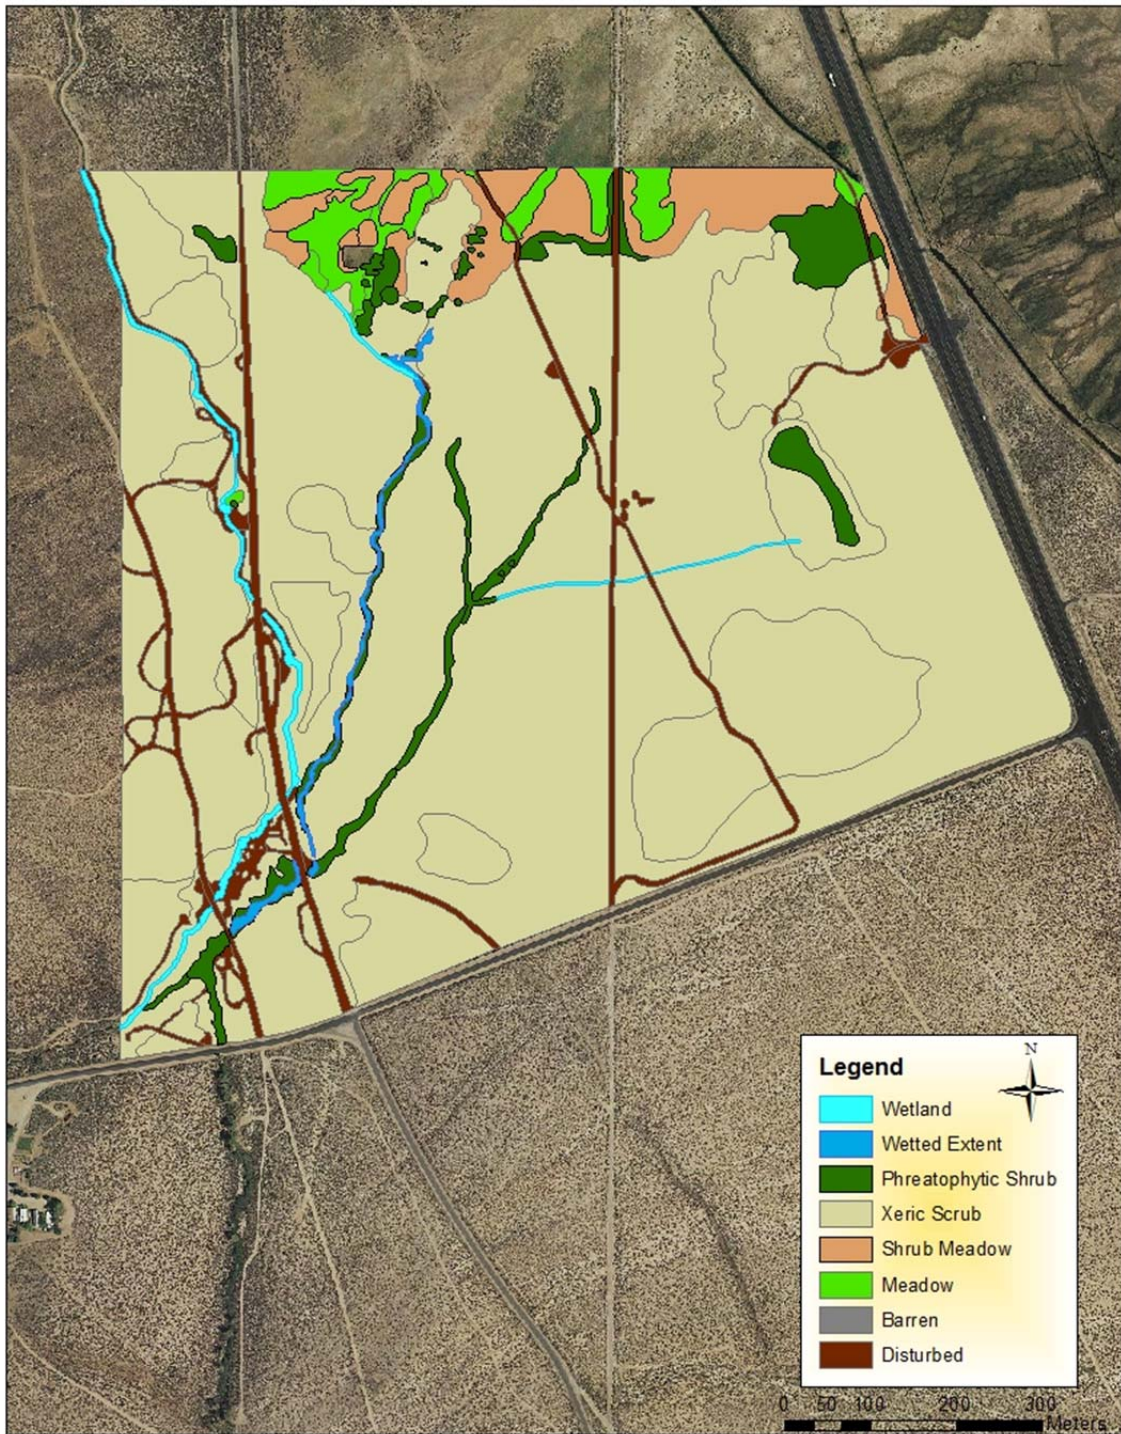 Legend
N
Wetland
Wetted Extent
Phreatophytic Shrub
Xeric Scrub
Shrub Meadow
Meadow
Barren
Disturbed
0 50 100 200 300
Meters